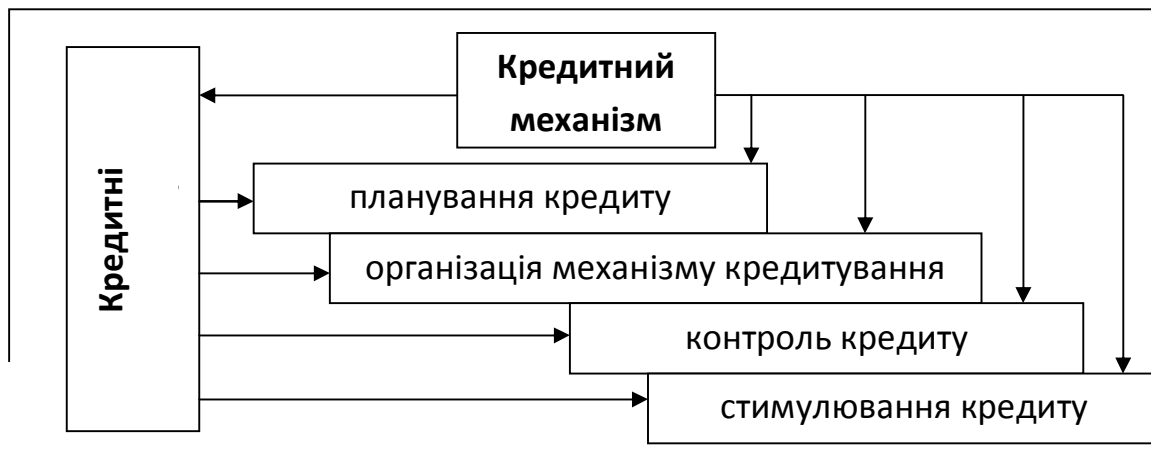 Кредитний
механізм
Кредитні
планування кредиту
організація механізму кредитування
контроль кредиту
стимулювання кредиту